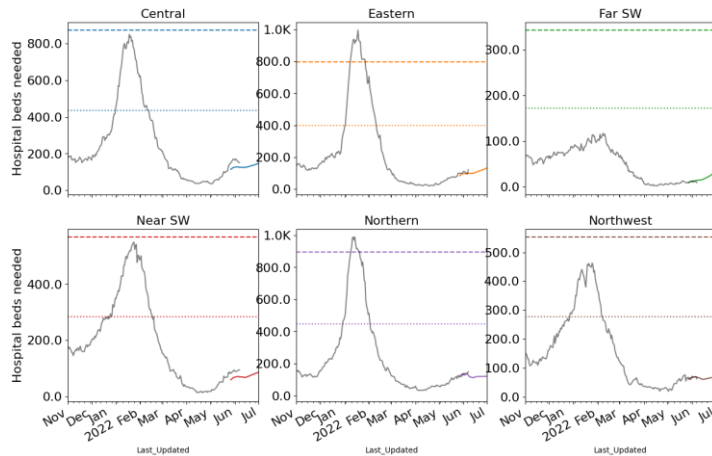 Central
Eastern
Far SW
Hospital beds needed
800.0
600.0
400.0
200.0
0.0
1.0K
800.0
600.0
400.0
200.0
0.0
300.0
200.0
100.0
0.0
Near SW
Northern
Northwest
Hospital beds needed
400.0
200.0
0.0
1.0K
800.0
600.0
400.0
200.0
0.0
500.0
400.0
300.0
200.0
100.0
0.0
Nov Dec Jan 2022 Feb Mar Apr May Jun Jul
Nov Dec Jan 2022 Feb Mar Apr May Jun Jul
Nov Dec Jan 2022 Feb Mar Apr May Jun Jul
Last_Updated
Last_Updated
Last_Updated